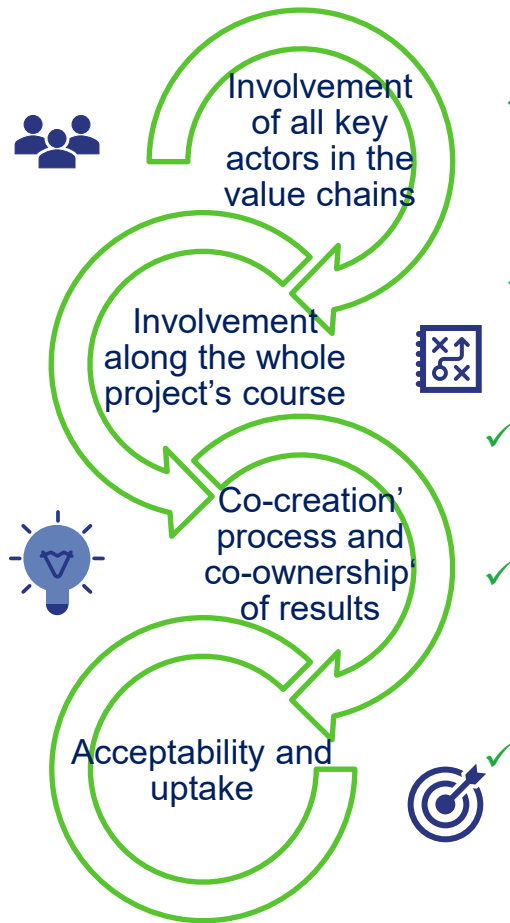 Involvement
of all key
actors in the
value chains
Involvement
along the whole
project’s course
Co-creation’
process and
co-ownership‘
of results
Acceptability and
uptake